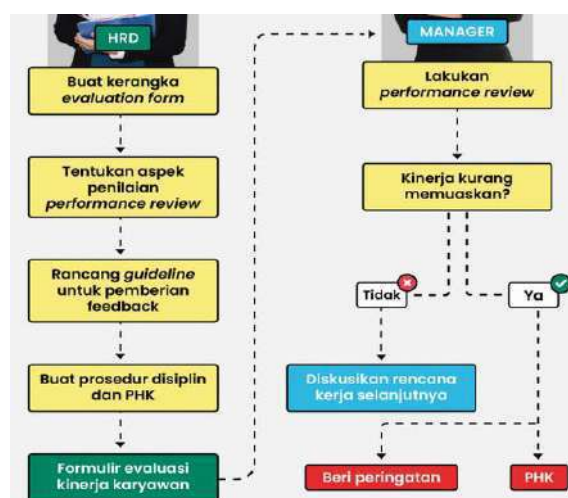 HRD
Buat kerangka
evaluation form
Tentukan aspek
penilaian
performance review
Rancang guideline
untuk pemberian
feedback
Buat prosedur disiplin
dan PHK
Formulir evaluasi
kinerja karyawan
MANAGER
Lakukan
performance review
Kinerja kurang
memuaskan?
Tidak
Ya
Diskusikan rencana
kerja selanjutnya
Beri peringatan
PHK